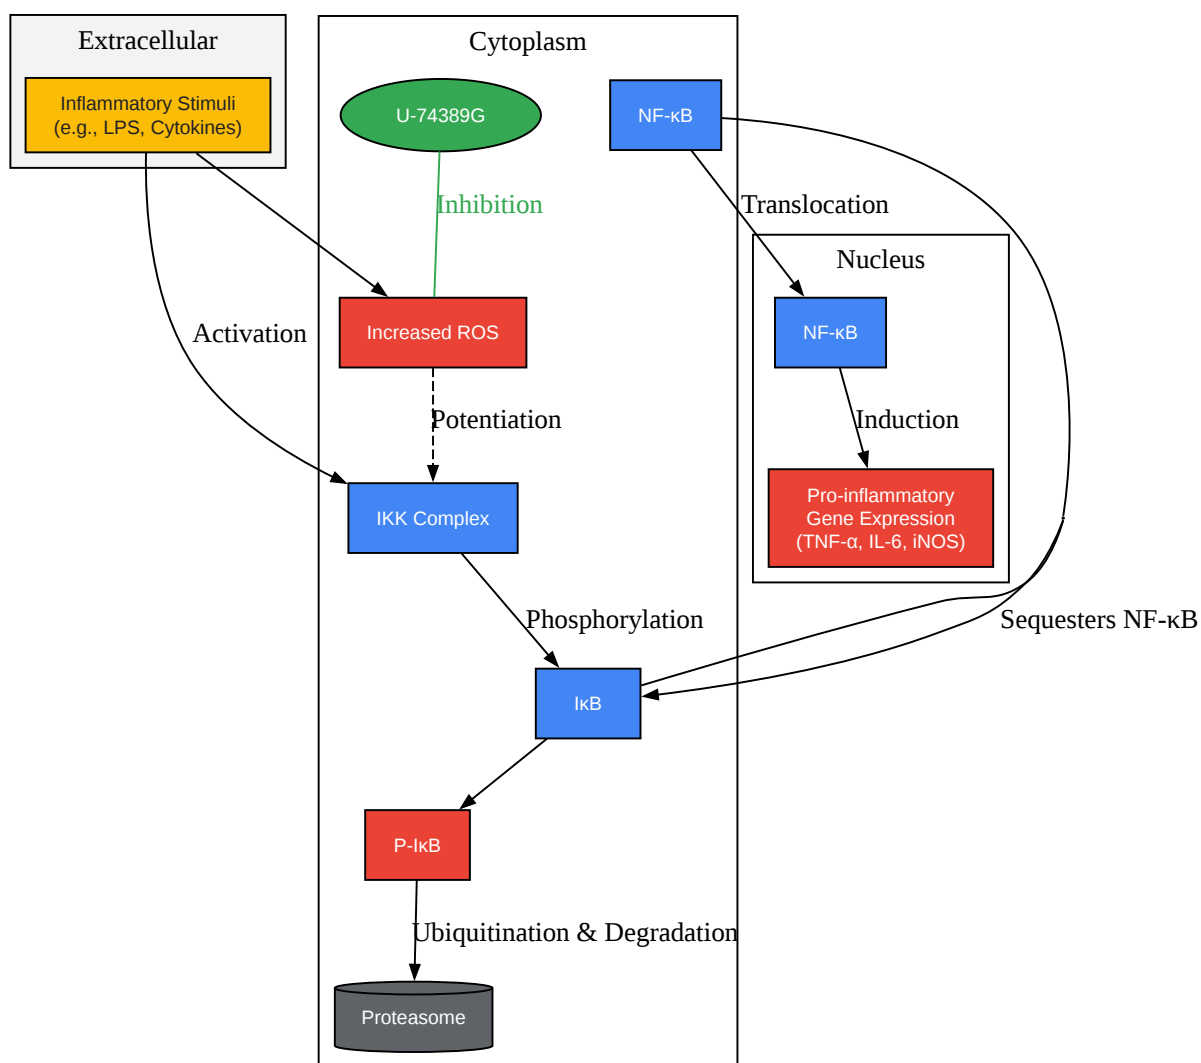 Extracellular
Cytoplasm
Inflammatory Stimuli
(e.g., LPS, Cytokines)
U-74389G
NF-κB
Inhibition
Translocation
Nucleus
Activation
Increased ROS
NF-κB
Potentiation
Induction
IKK Complex
Pro-inflammatory
Gene Expression
(TNF-α, IL-6, iNOS)
Phosphorylation
Sequesters NF-κB
IκB
P-IκB
Ubiquitination & Degradation
Proteasome